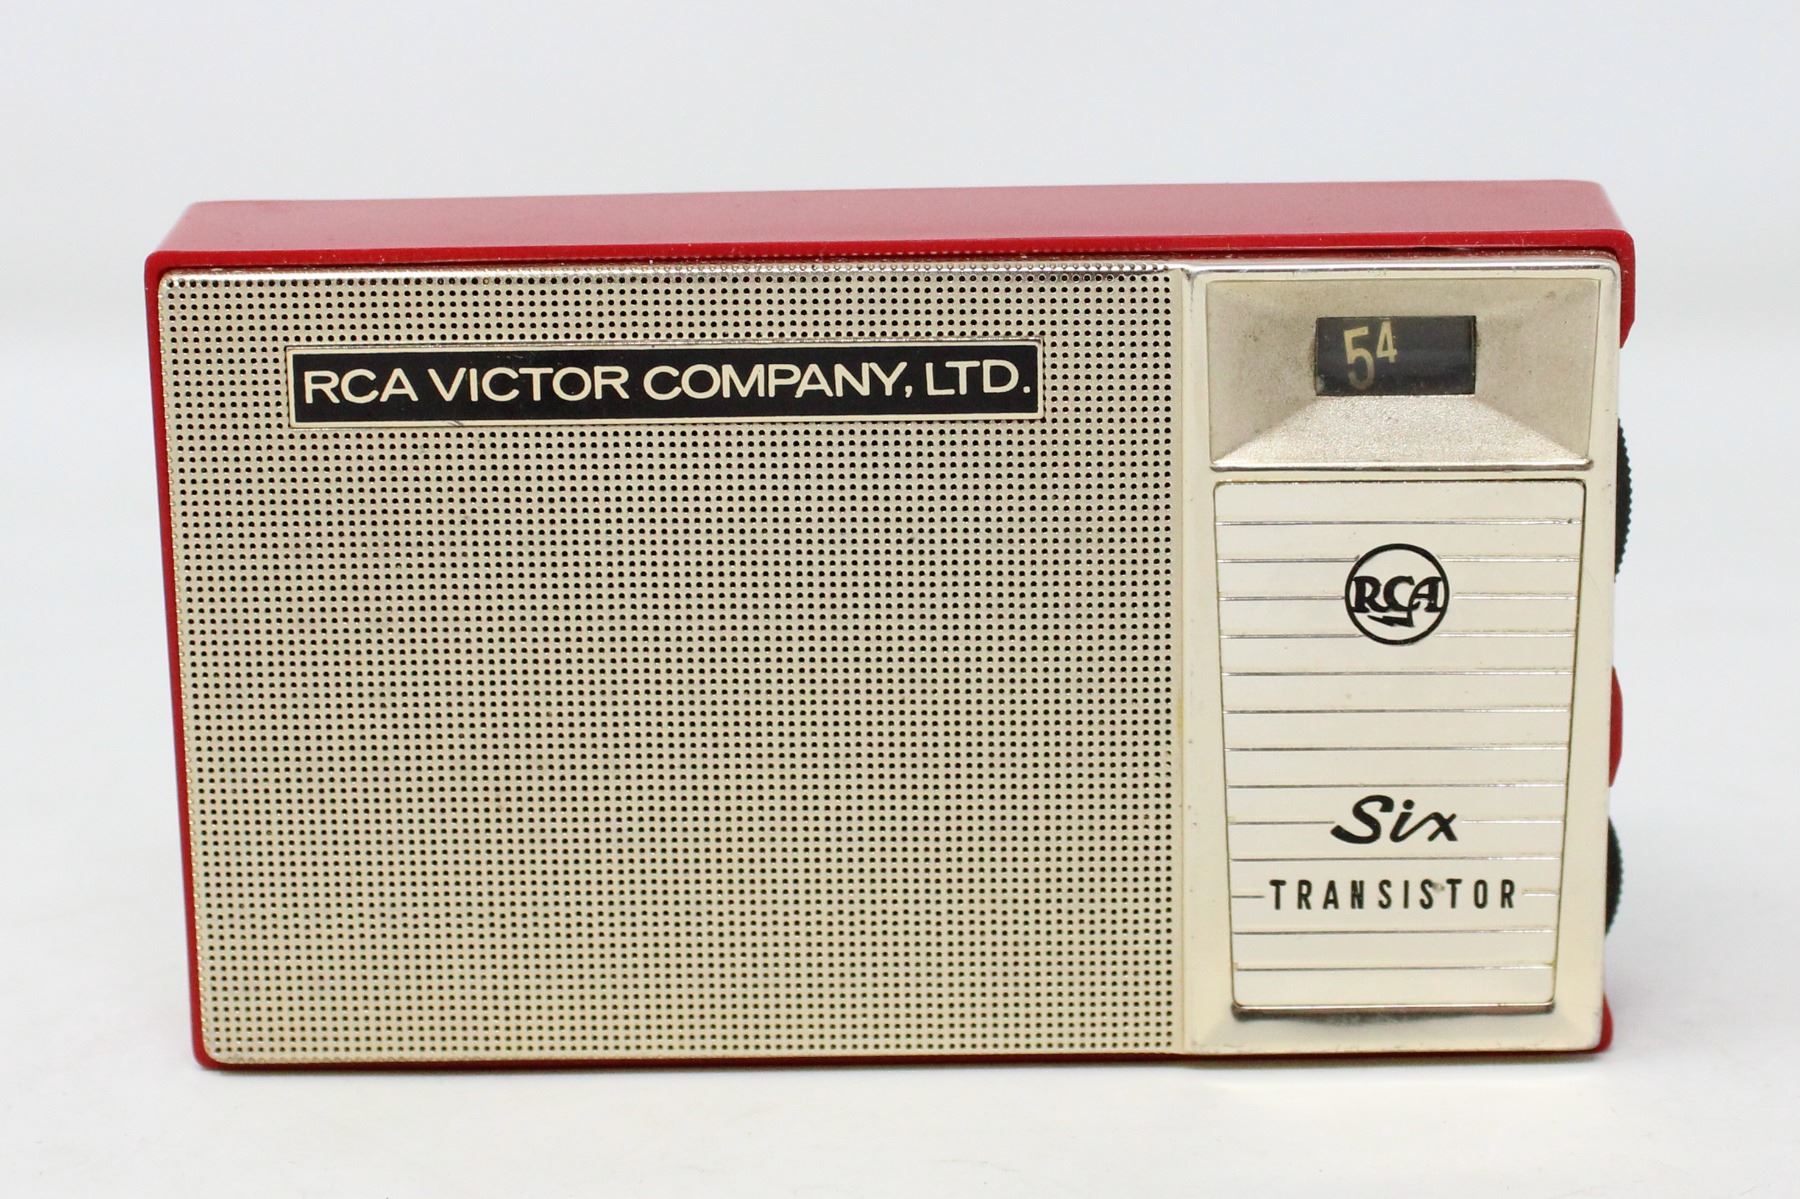 RCA VICTOR COMPANY, LTD.
54
RCA
Six
TRANSISTOR